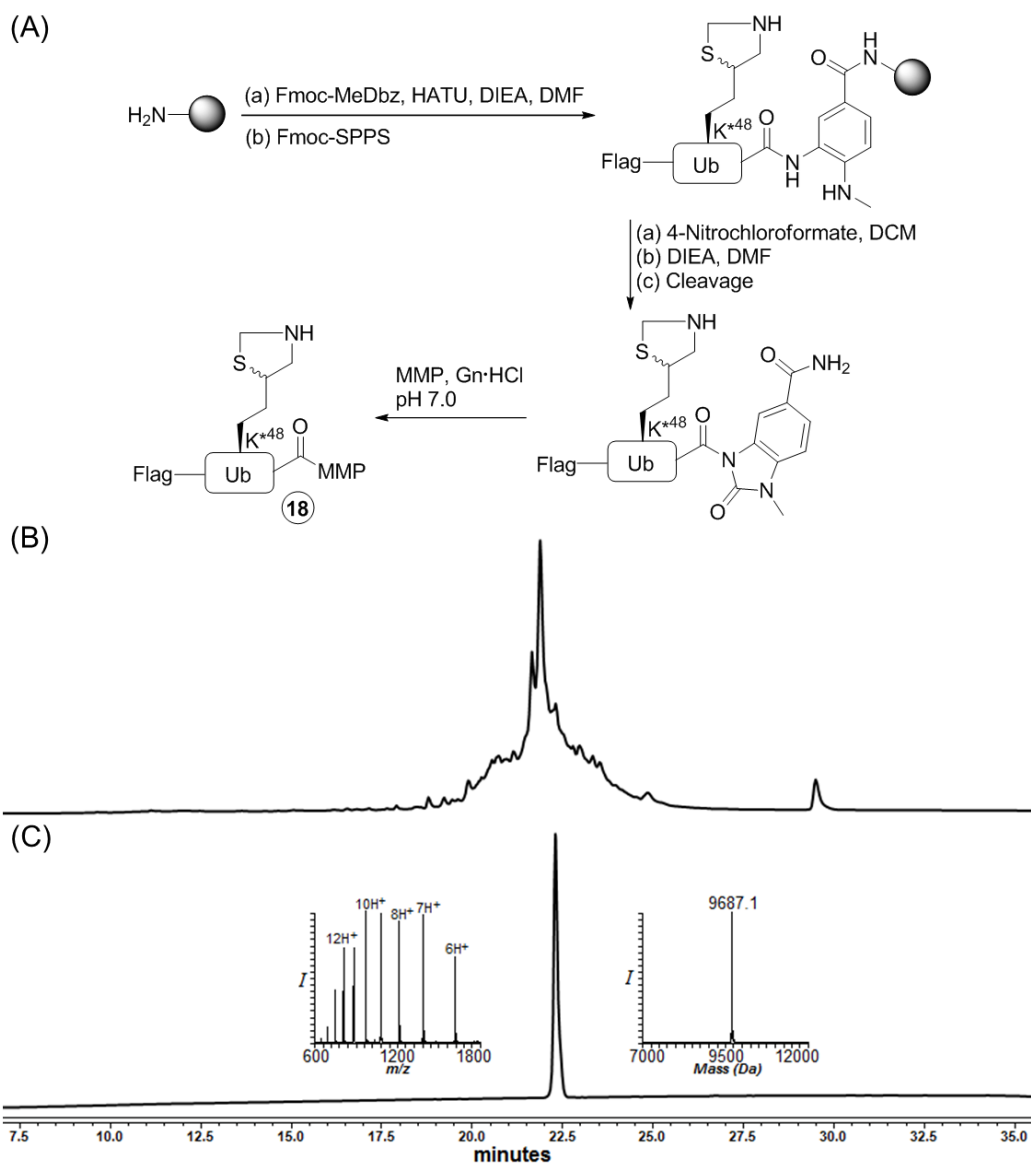 (A)
H₂N
(a) Fmoc-MeDbz, HATU, DIEA, DMF
(b) Fmoc-SPPS
NH
S
K*⁴⁸
Flag
Ub
O
N
H
O
H
N
NH
(a) 4-Nitrochloroformate, DCM
(b) DIEA, DMF
(c) Cleavage
NH
S
K*⁴⁸
Flag
Ub
O
MMP
18
MMP, Gn·HCl
pH 7.0
NH
S
K*⁴⁸
Flag
Ub
O
N
O
N
O
NH₂
(B)
(C)
I
12H⁺
10H⁺
8H⁺
7H⁺
6H⁺
600 1200 1800
m/z
9687.1
I
7000 9500 12000
Mass (Da)
7.5 10.0 12.5 15.0 17.5 20.0 22.5 25.0 27.5 30.0 32.5 35.0
minutes